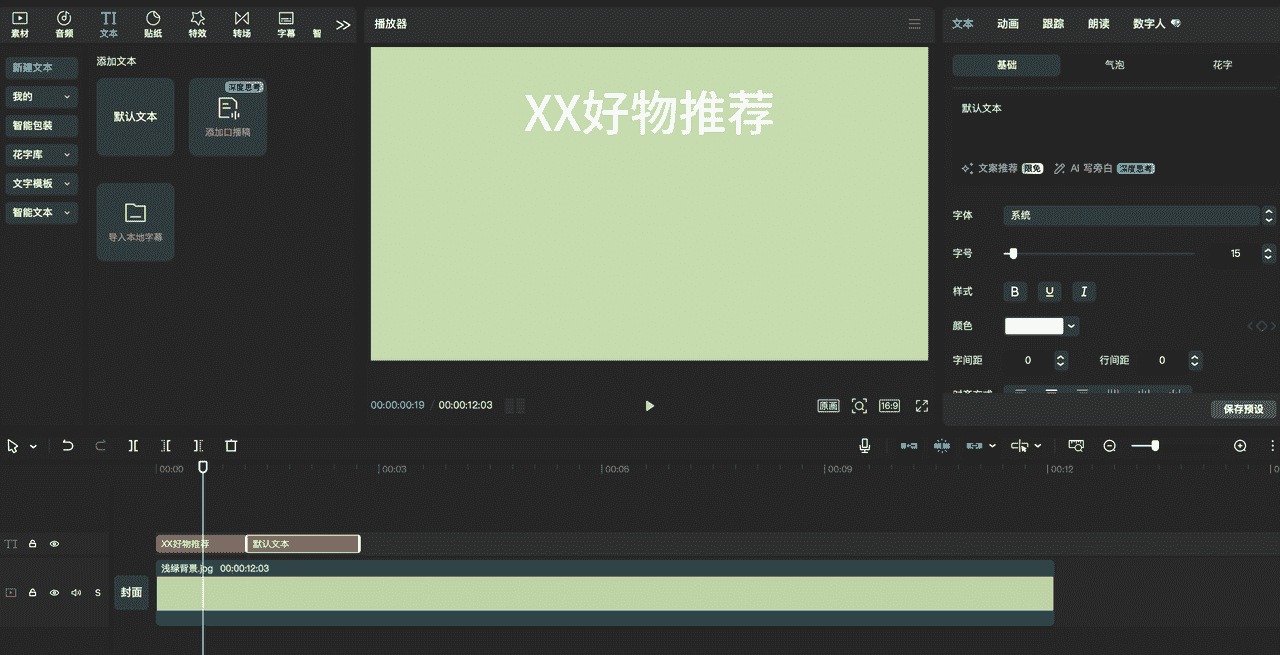 素材 音频 文本 贴纸 特效 转场 字幕 智
播放器
文本 动画 跟踪 朗读 数字人
新建文本
我的
智能包装
花字库
文字模板
智能文本
添加文本
默认文本
深度思考
添加口播稿
导入本地字幕
XX好物推荐
00:00:00:19 / 00:00:12:03
原画
16:9
基础 气泡 花字
默认文本
文案推荐 限免 AI 写旁白 深度思考
字体 系统
字号 15
样式 B U I
颜色
字间距 0 行间距 0
对齐方式
保存预设
00:00 00:03 00:06 00:09 00:12
TI XX好物推荐 默认文本
浅绿背景.jpg 00:00:12:03
S 封面